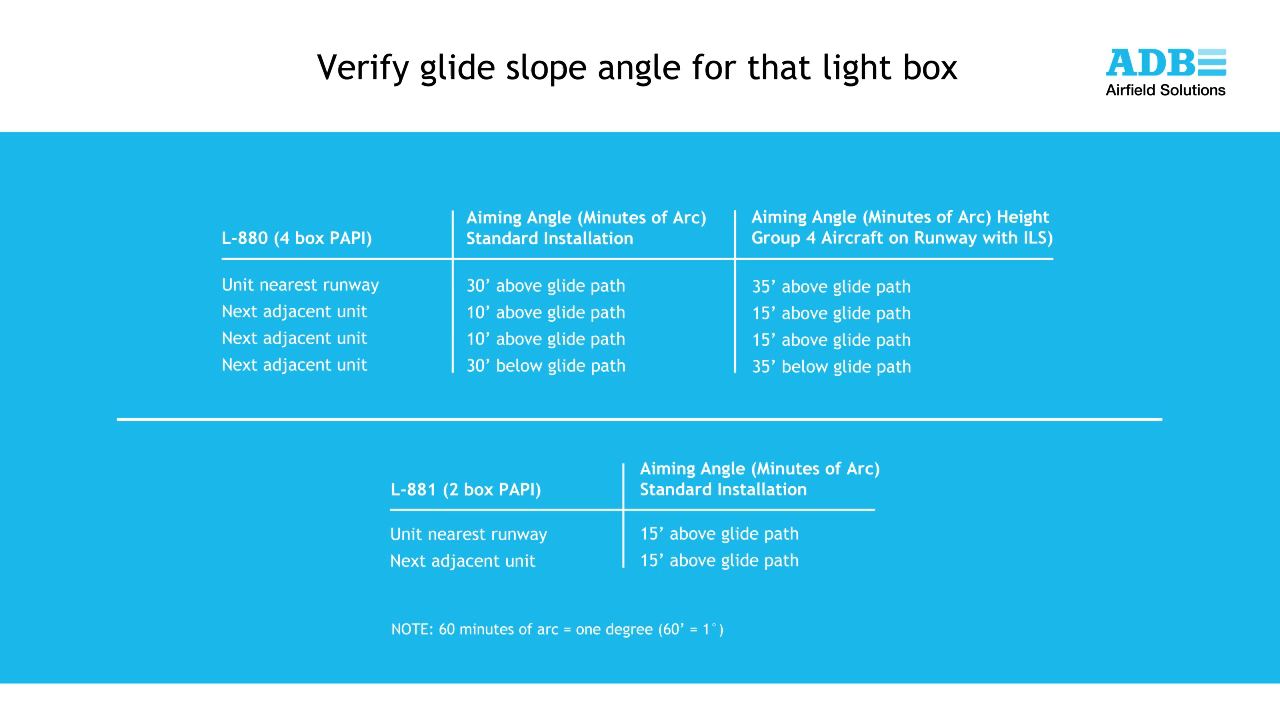 Verify glide slope angle for that light box
ADB
Airfield Solutions
L-880 (4 box PAPI)
Aiming Angle (Minutes of Arc)
Standard Installation
Aiming Angle (Minutes of Arc) Height
Group 4 Aircraft on Runway with ILS)
Unit nearest runway
30’ above glide path
35’ above glide path
Next adjacent unit
10’ above glide path
15’ above glide path
Next adjacent unit
10’ above glide path
15’ above glide path
Next adjacent unit
30’ below glide path
35’ below glide path
L-881 (2 box PAPI)
Aiming Angle (Minutes of Arc)
Standard Installation
Unit nearest runway
15’ above glide path
Next adjacent unit
15’ above glide path
NOTE: 60 minutes of arc = one degree (60’ = 1°)